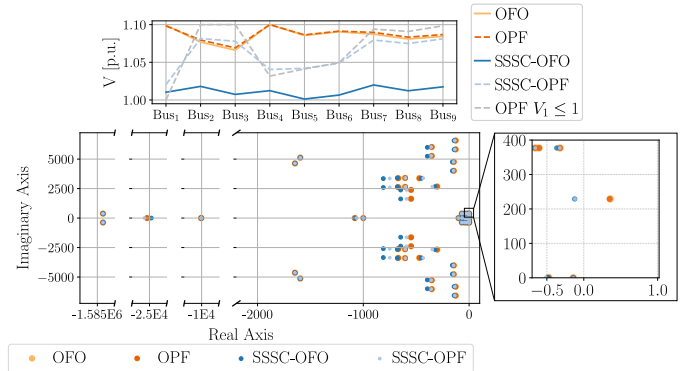 1.10
1.05
1.00
V [p.u.]
Bus1 Bus2 Bus3 Bus4 Bus5 Bus6 Bus7 Bus8 Bus9
OFO
OPF
SSSC-OFO
SSSC-OPF
OPF V1 ≤ 1
5000
2500
0
−2500
−5000
Imaginary Axis
-1.585E6 -2.5E4 -1E4 −2000 −1000 0
Real Axis
400
300
200
100
0
−0.5 0.0 1.0
OFO OPF SSSC-OFO SSSC-OPF